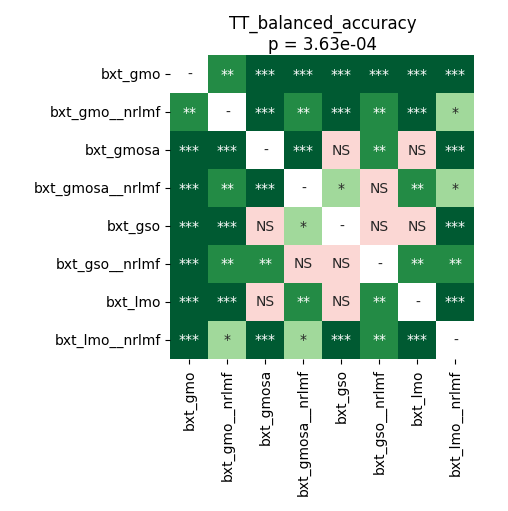 TT_balanced_accuracy
p = 3.63e-04
bxt_gmo - ** *** *** *** *** *** ***
bxt_gmo__nrlmf ** - *** ** *** ** *** *
bxt_gmosa *** *** - *** NS ** NS ***
bxt_gmosa__nrlmf *** ** *** - * NS ** *
bxt_gso *** *** NS * - NS NS ***
bxt_gso__nrlmf *** ** ** NS NS - ** **
bxt_lmo *** *** NS ** NS ** - ***
bxt_lmo__nrlmf *** * *** * *** ** *** -
bxt_gmo
bxt_gmo__nrlmf
bxt_gmosa
bxt_gmosa__nrlmf
bxt_gso
bxt_gso__nrlmf
bxt_lmo
bxt_lmo__nrlmf